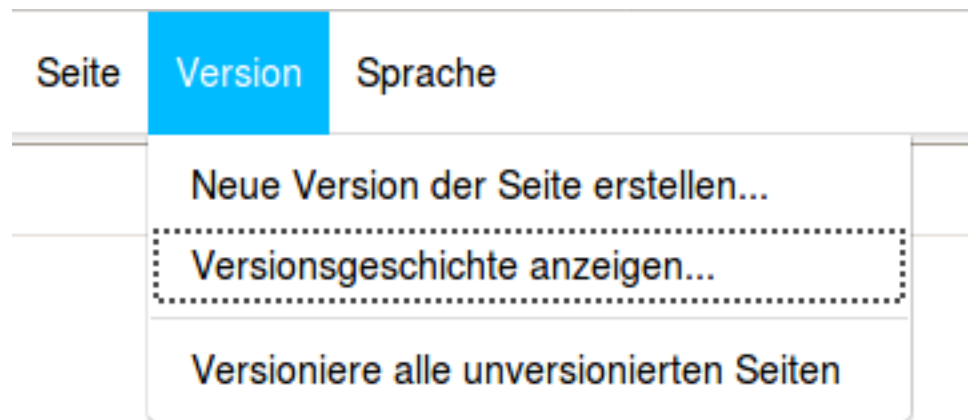 Seite Version Sprache
Neue Version der Seite erstellen...
Versionsgeschichte anzeigen...
Versioniere alle unversionierten Seiten